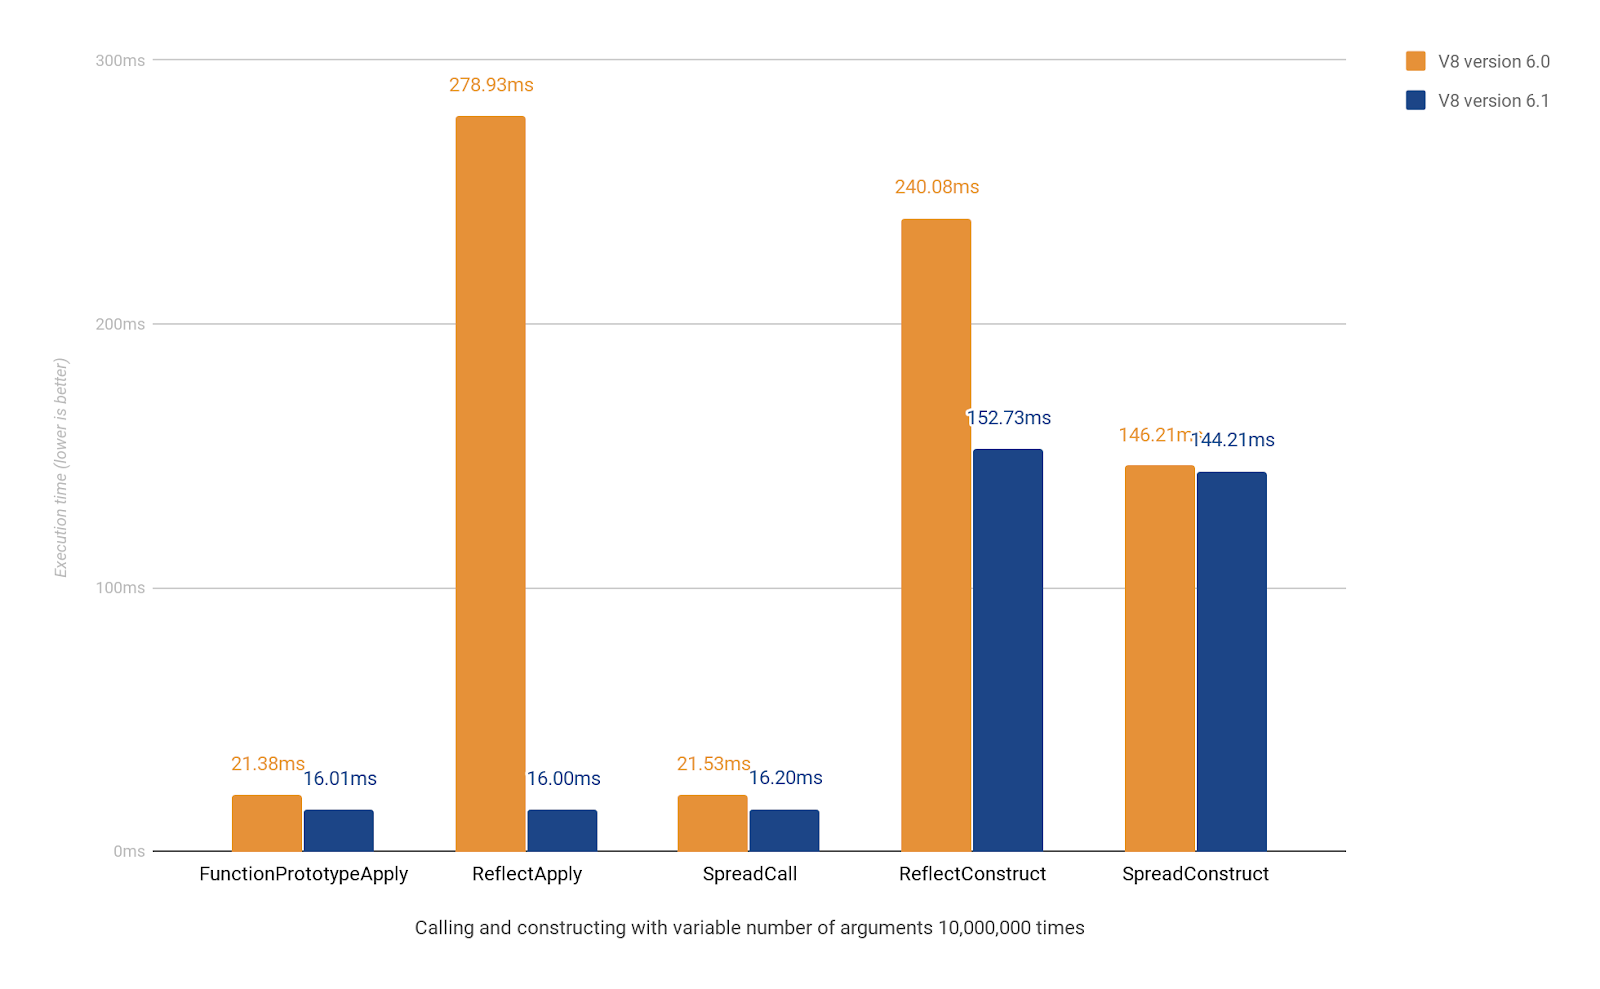 300ms
200ms
100ms
0ms
Execution time (lower is better)
278.93ms
240.08ms
152.73ms
144.21ms
21.38ms
16.01ms
16.00ms
21.53ms
16.20ms
FunctionPrototypeApply
ReflectApply
SpreadCall
ReflectConstruct
SpreadConstruct
Calling and constructing with variable number of arguments 10,000,000 times
V8 version 6.0
V8 version 6.1
146.21ms